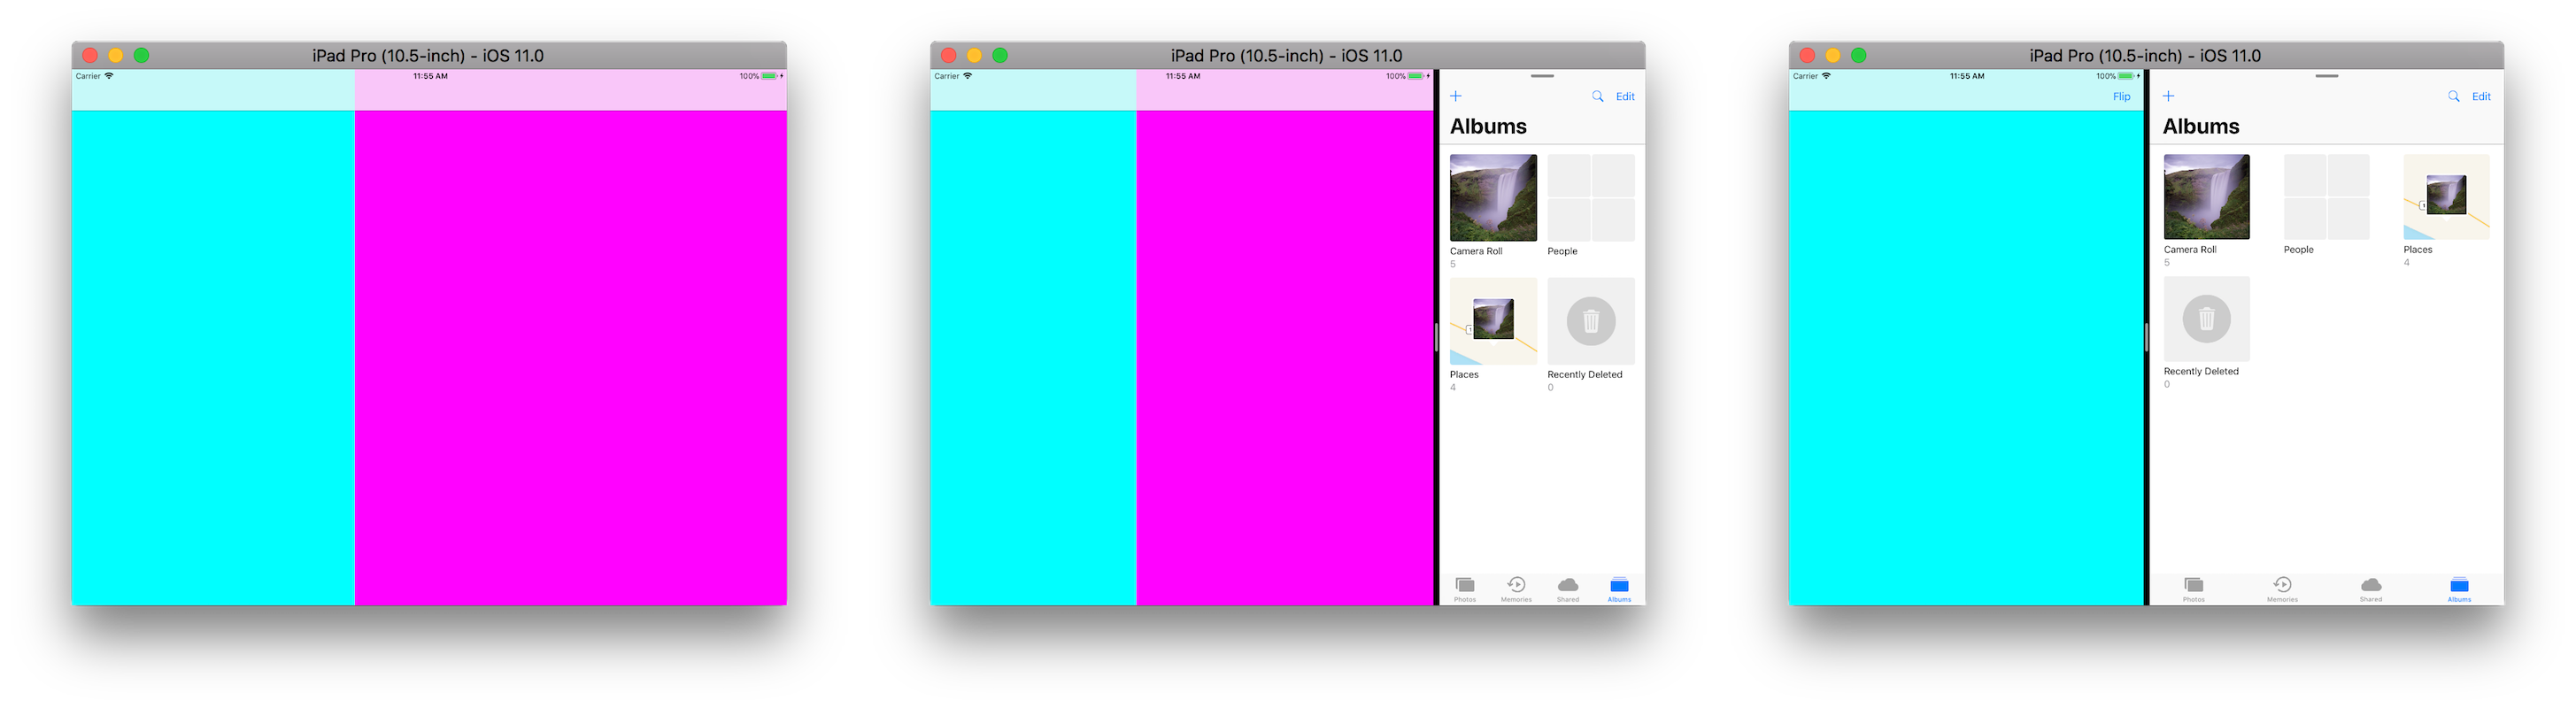 iPad Pro (10.5-inch) - iOS 11.0
Carrier 11:55 AM 100%
iPad Pro (10.5-inch) - iOS 11.0
Carrier 11:55 AM 100%
+ Edit
Albums
Camera Roll People
5
Places Recently Deleted
4 0
Photos Memories Shared Albums
iPad Pro (10.5-inch) - iOS 11.0
Carrier 11:55 AM 100%
Flip
+ Edit
Albums
Camera Roll People Places
5 4
Recently Deleted
0
Photos Memories Shared Albums